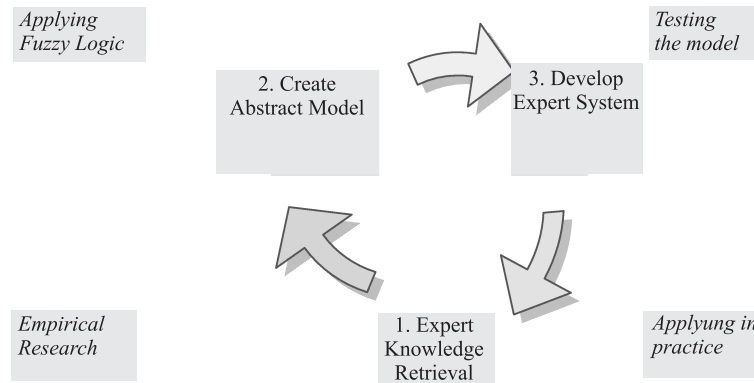 Applying
Fuzzy Logic
Testing
the model
2. Create
Abstract Model
3. Develop
Expert System
Empirical
Research
1. Expert
Knowledge
Retrieval
Applyung in
practice